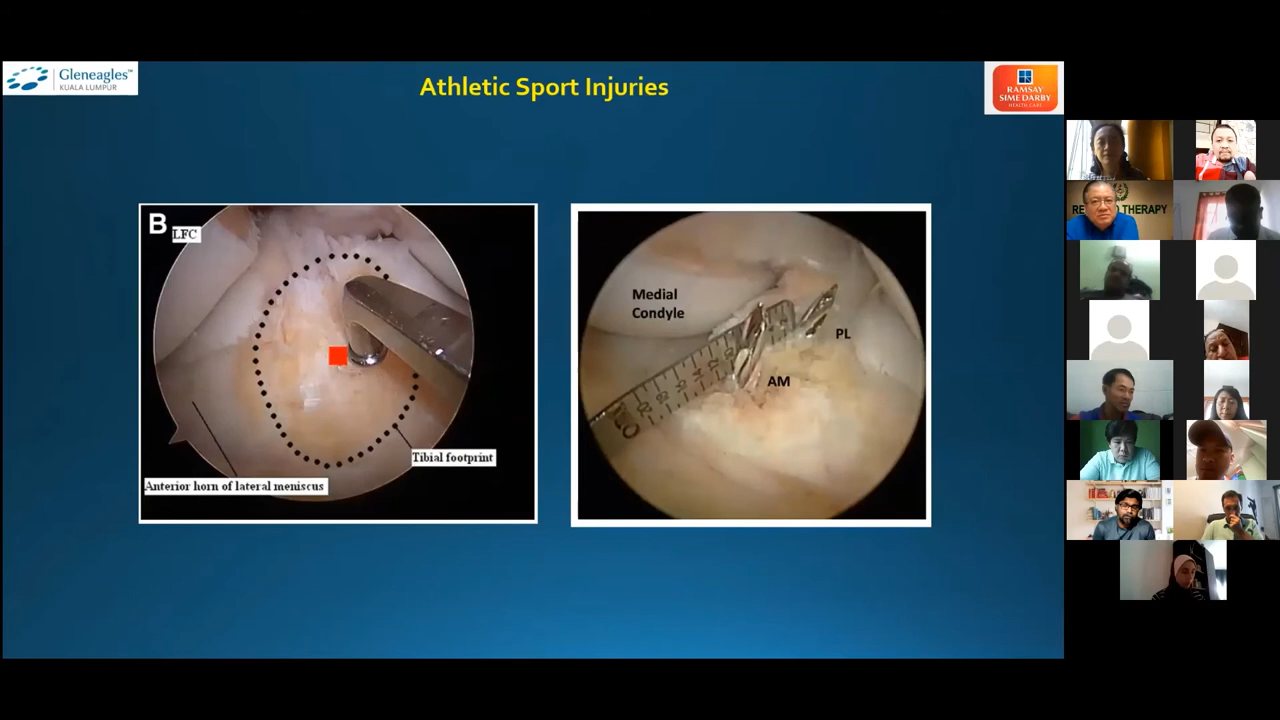 Gleneagles™
KUALA LUMPUR
Athletic Sport Injuries
RAMSAY
SIME DARBY
HEALTH CARE
B
LFC
Tibial footprint
Anterior horn of lateral meniscus
Medial
Condyle
PL
AM
THERAPY